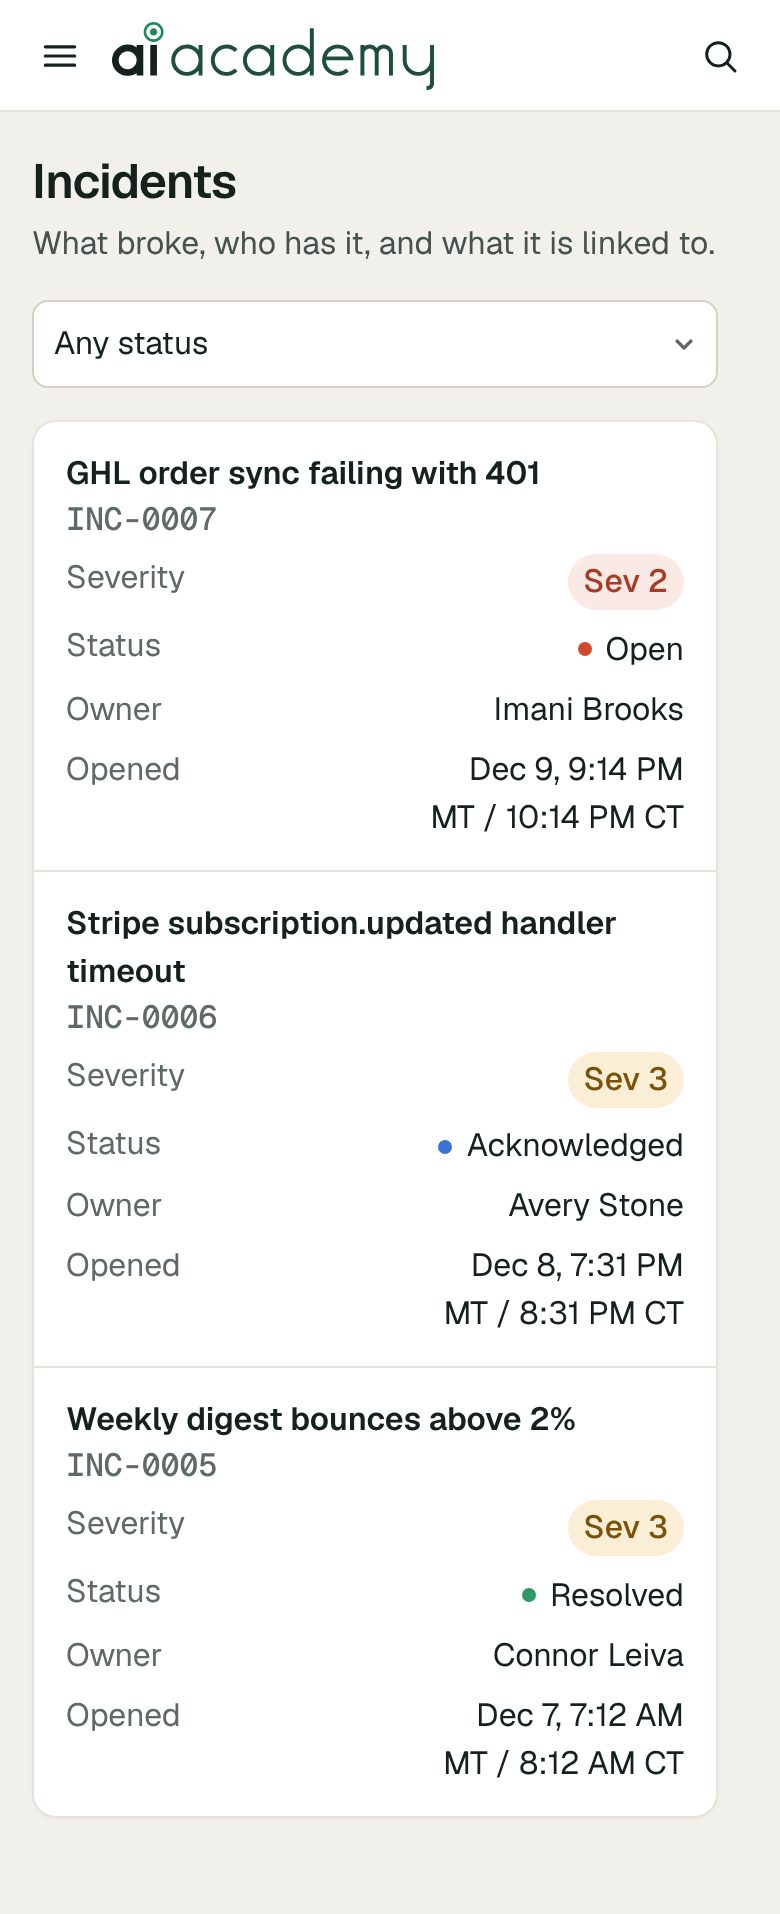 ai academy
Incidents
What broke, who has it, and what it is linked to.
Any status
GHL order sync failing with 401
INC-0007
Severity Sev 2
Status Open
Owner Imani Brooks
Opened Dec 9, 9:14 PM
MT / 10:14 PM CT
Stripe subscription.updated handler
timeout
INC-0006
Severity Sev 3
Status Acknowledged
Owner Avery Stone
Opened Dec 8, 7:31 PM
MT / 8:31 PM CT
Weekly digest bounces above 2%
INC-0005
Severity Sev 3
Status Resolved
Owner Connor Leiva
Opened Dec 7, 7:12 AM
MT / 8:12 AM CT